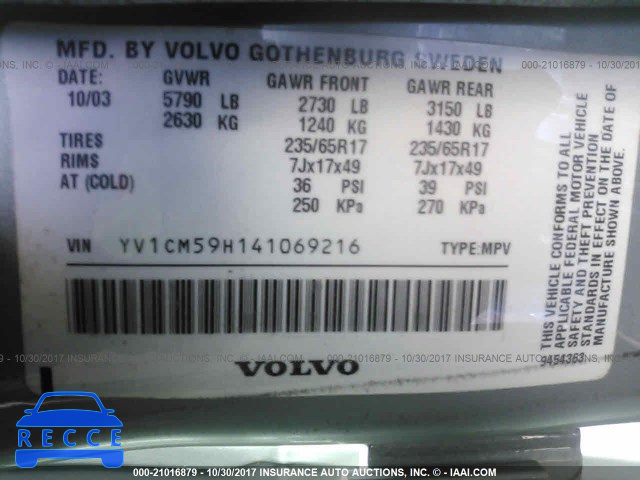 MFD. BY VOLVO GOTHENBURG SWEDEN
DATE: GVWR GAWR FRONT GAWR REAR
10/03 5790 LB 2730 LB 3150 LB
2630 KG 1240 KG 1430 KG
TIRES 235/65R17 235/65R17
RIMS 7Jx17x49 7Jx17x49
AT (COLD) 36 PSI 39 PSI
250 KPa 270 KPa
VIN YV1CM59H141069216 TYPE:MPV
VOLVO
THIS VEHICLE CONFORMS TO ALL
APPLICABLE FEDERAL MOTOR VEHICLE
SAFETY AND THEFT PREVENTION
STANDARDS IN EFFECT ON THE DATE OF
MANUFACTURE SHOWN ABOVE.
9454363
RECCE
000-21016879 - 10/30/2017 INSURANCE AUTO AUCTIONS, INC. © - IAAI.COM